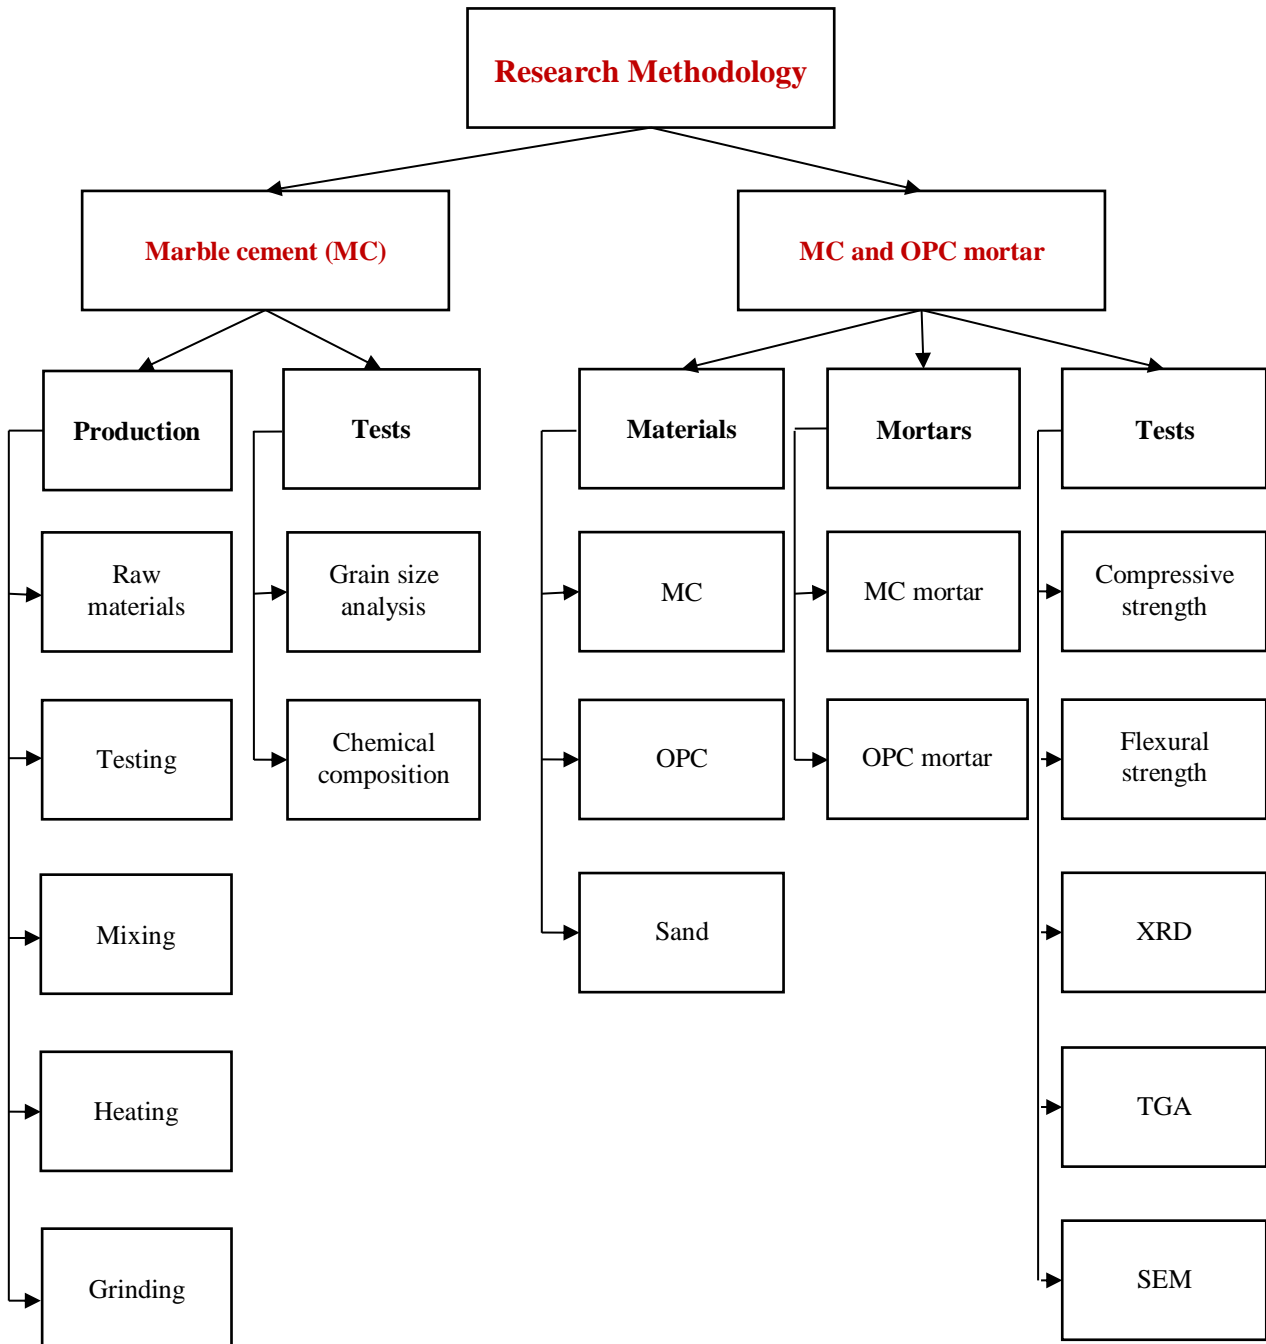 Research Methodology
Marble cement (MC)
MC and OPC mortar
Production
Tests
Materials
Mortars
Tests
Raw
materials
Grain size
analysis
MC
MC mortar
Compressive
strength
Testing
Chemical
composition
OPC
OPC mortar
Flexural
strength
Mixing
Sand
XRD
Heating
TGA
Grinding
SEM